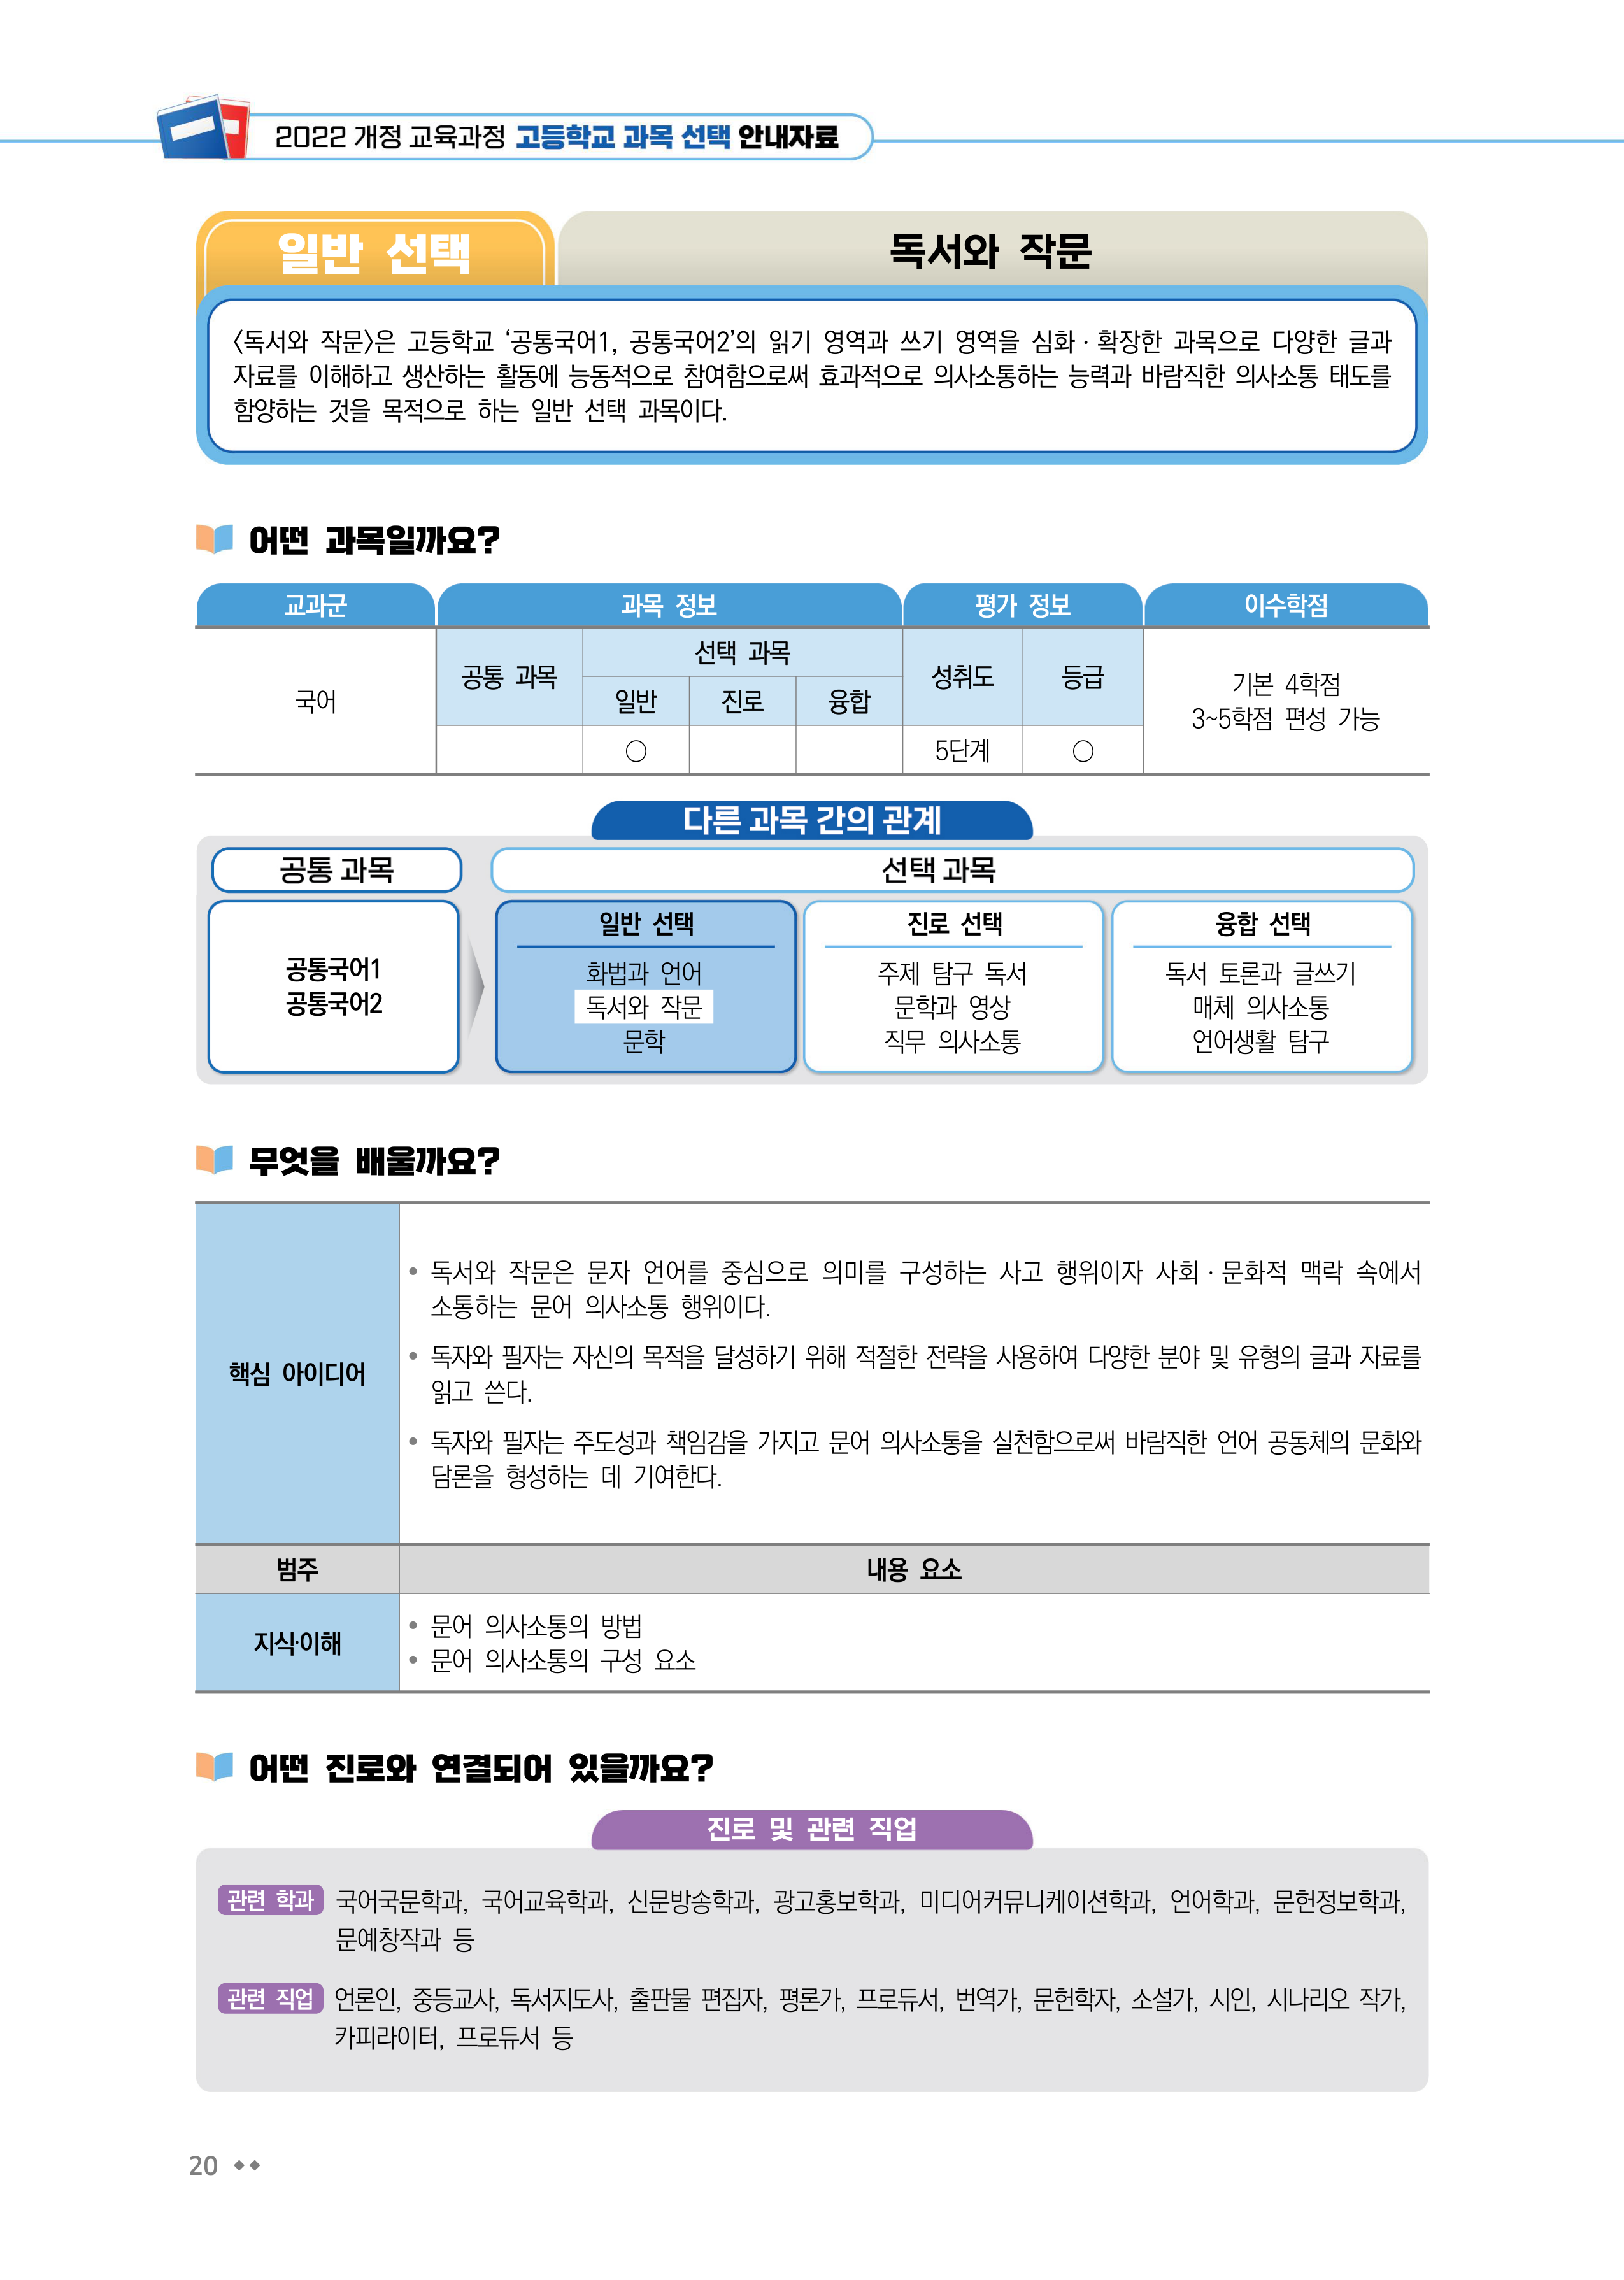 2022 개정 교육과정 고등학교 과목 선택 안내자료
일반 선택
독서와 작문
〈독서와 작문〉은 고등학교 ‘공통국어1, 공통국어2’의 읽기 영역과 쓰기 영역을 심화·확장한 과목으로 다양한 글과
자료를 이해하고 생산하는 활동에 능동적으로 참여함으로써 효과적으로 의사소통하는 능력과 바람직한 의사소통 태도를
함양하는 것을 목적으로 하는 일반 선택 과목이다.
어떤 과목일까요?
교과군 과목 정보 평가 정보 이수학점
국어
공통 과목
선택 과목
일반 진로 융합
성취도 등급
기본 4학점
3~5학점 편성 가능
○ 5단계 ○
다른 과목 간의 관계
공통 과목
선택 과목
공통국어1
공통국어2
일반 선택
화법과 언어
독서와 작문
문학
진로 선택
주제 탐구 독서
문학과 영상
직무 의사소통
융합 선택
독서 토론과 글쓰기
매체 의사소통
언어생활 탐구
무엇을 배울까요?
핵심 아이디어
• 독서와 작문은 문자 언어를 중심으로 의미를 구성하는 사고 행위이자 사회·문화적 맥락 속에서
소통하는 문어 의사소통 행위이다.
• 독자와 필자는 자신의 목적을 달성하기 위해 적절한 전략을 사용하여 다양한 분야 및 유형의 글과 자료를
읽고 쓴다.
• 독자와 필자는 주도성과 책임감을 가지고 문어 의사소통을 실천함으로써 바람직한 언어 공동체의 문화와
담론을 형성하는 데 기여한다.
범주 내용 요소
지식·이해
• 문어 의사소통의 방법
• 문어 의사소통의 구성 요소
어떤 진로와 연결되어 있을까요?
진로 및 관련 직업
관련 학과 국어국문학과, 국어교육학과, 신문방송학과, 광고홍보학과, 미디어커뮤니케이션학과, 언어학과, 문헌정보학과,
문예창작과 등
관련 직업 언론인, 중등교사, 독서지도사, 출판물 편집자, 평론가, 프로듀서, 번역가, 문헌학자, 소설가, 시인, 시나리오 작가,
카피라이터, 프로듀서 등
20